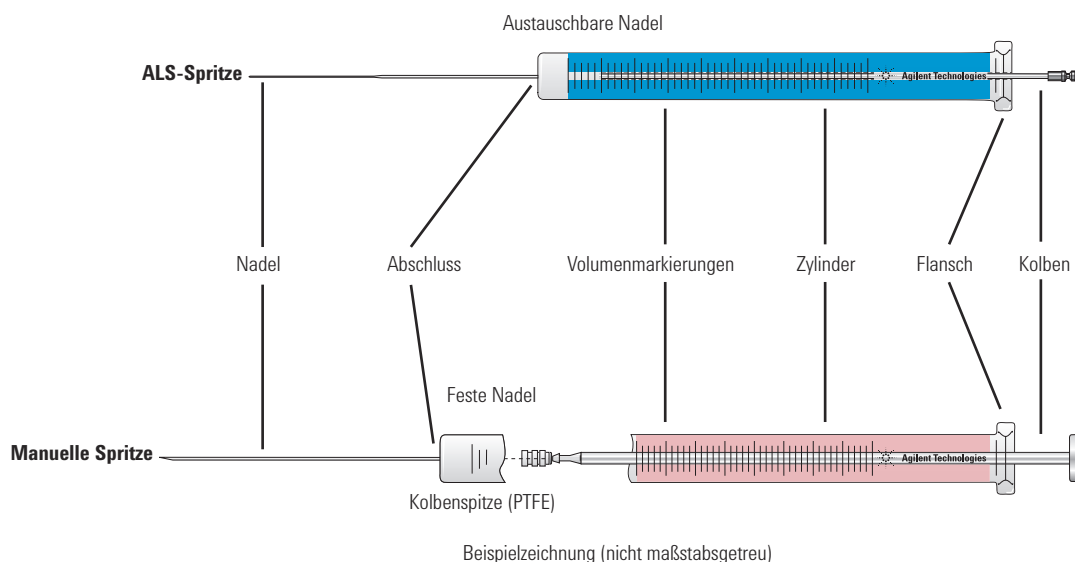 Austauschbare Nadel
ALS-Spritze
Agilent Technologies
Nadel
Abschluss
Volumenmarkierungen
Zylinder
Flansch
Kolben
Feste Nadel
Manuelle Spritze
Agilent Technologies
Kolbenspitze (PTFE)
Beispielzeichnung (nicht maßstabsgetreu)